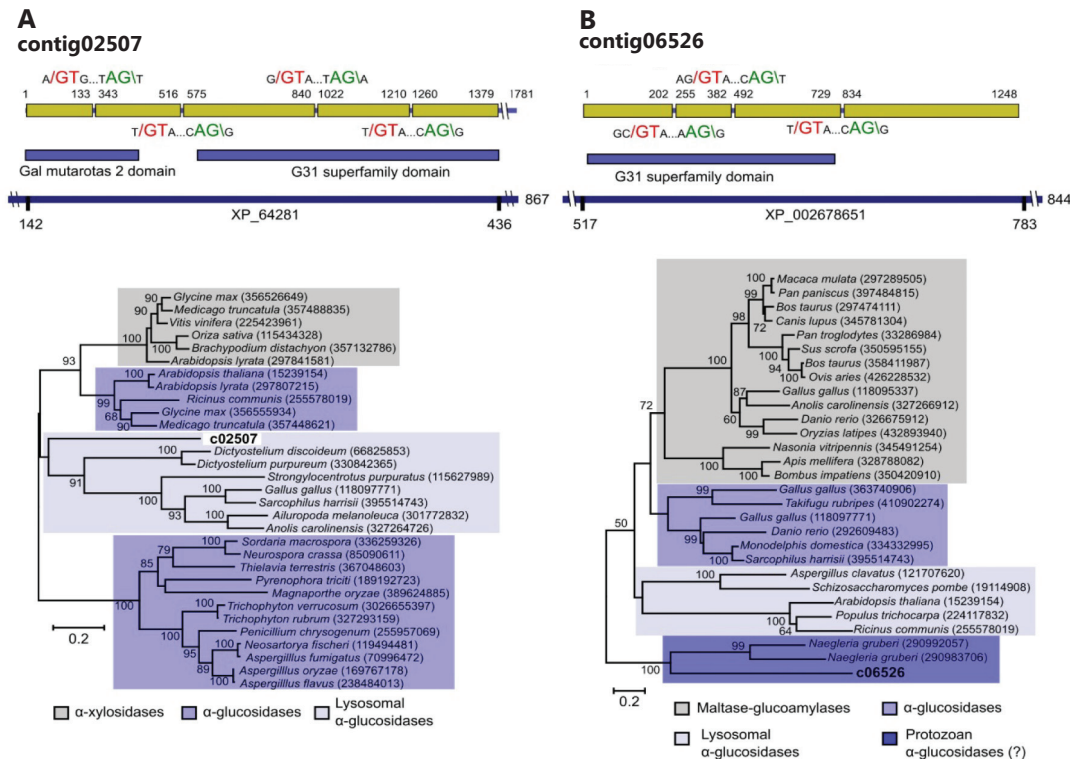 A
contig02507
A/GTG...TAG\T
G/GTA...TAG\A
1 133 343 516 575 840 1022 1210 1260 1379 1781
T/GTA...CAG\G
T/GTA...CAG\G
Gal mutarotas 2 domain
G31 superfamily domain
867
XP_64281
142
436
90 Glycine max (356526649)
90 Medicago truncatula (357488835)
Vitis vinifera (225423961)
Oriza sativa (115434328)
100 100 Brachypodium distachyon (357132786)
93 Arabidopsis lyrata (297841581)
100 Arabidopsis thaliana (15239154)
Arabidopsis lyrata (297807215)
99 Ricinus communis (255578019)
68 Glycine max (356555934)
90 Medicago truncatula (357448621)
c02507
100 Dictyostelium discoideum (66825853)
Dictyostelium purpureum (330842365)
91 Strongylocentrotus purpuratus (115627989)
100 Gallus gallus (118097771)
100 Sarcophilus harrisii (395514743)
93 Ailuropoda melanoleuca (301772832)
100 Anolis carolinensis (327264726)
100 Sordaria macrospora (336259326)
79 Neurospora crassa (85090611)
85 Thielavia terrestris (367048603)
Pyrenophora triciti (189192723)
Magnaporthe oryzae (389624885)
100 100 Trichophyton verrucosum (3026655397)
Trichophyton rubrum (327293159)
100 Penicillium chrysogenum (255957069)
95 100 Neosartorya fischeri (119494481)
Aspergilllus fumigatus (70996472)
89 Aspergilllus oryzae (169767178)
100 Aspergilllus flavus (238484013)
0.2
α-xylosidases
α-glucosidases
Lysosomal
α-glucosidases
B
contig06526
AG/GTA...CAG\T
1 202 255 382 492 729 834 1248
GC/GTA...AAG\G
T/GTA...CAG\G
G31 superfamily domain
844
XP_002678651
517
783
100 Macaca mulata (297289505)
99 Pan paniscus (397484815)
Bos taurus (297474111)
98 72 Canis lupus (345781304)
Pan troglodytes (33286984)
100 Sus scrofa (350595155)
100 94 Bos taurus (358411987)
100 Ovis aries (426228532)
87 Gallus gallus (118095337)
72 Anolis carolinensis (327266912)
60 Danio rerio (326675912)
99 Oryzias latipes (432893940)
Nasonia vitripennis (345491254)
100 Apis mellifera (328788082)
100 Bombus impatiens (350420910)
99 Gallus gallus (363740906)
Takifugu rubripes (410902274)
50 Gallus gallus (118097771)
99 Danio rerio (292609483)
Monodelphis domestica (334332995)
100 Sarcophilus harrisii (395514743)
100 Aspergillus clavatus (121707620)
Schizosaccharomyces pombe (19114908)
Arabidopsis thaliana (15239154)
100 Populus trichocarpa (224117832)
64 Ricinus communis (255578019)
99 Naegleria gruberi (290992057)
Naegleria gruberi (290983706)
100 c06526
0.2
Maltase-glucoamylases
α-glucosidases
Lysosomal
α-glucosidases
Protozoan
α-glucosidases (?)